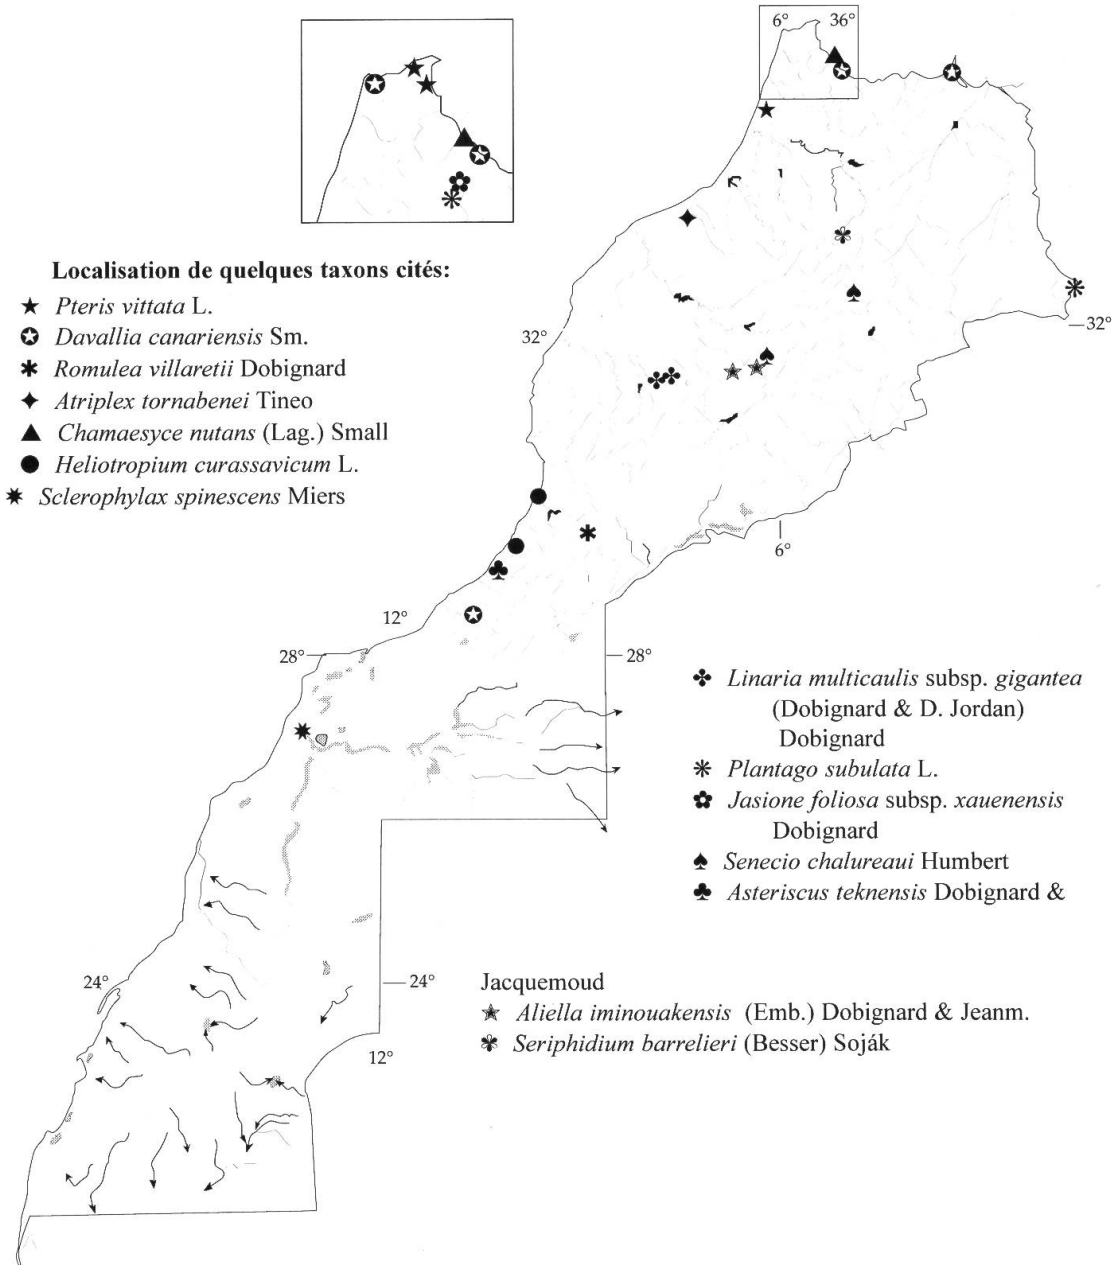 6° 36°
Localisation de quelques taxons cités:
Pteris vittata L.
Davallia canariensis Sm.
Romulea villaretii Dobignard
Atriplex tornabenei Tineo
Chamaesyce nutans (Lag.) Small
Heliotropium curassavicum L.
Sclerophylax spinescens Miers
32°
32°
6°
12°
28°
28°
Linaria multicaulis subsp. gigantea
(Dobignard & D. Jordan)
Dobignard
Plantago subulata L.
Jasione foliosa subsp. xauenensis
Dobignard
Senecio chalureaui Humbert
Asteriscus teknensis Dobignard &
24°
24°
Jacquemoud
Aliella iminouakensis (Emb.) Dobignard & Jeanm.
Seriphidium barrelieri (Besser) Soják
12°